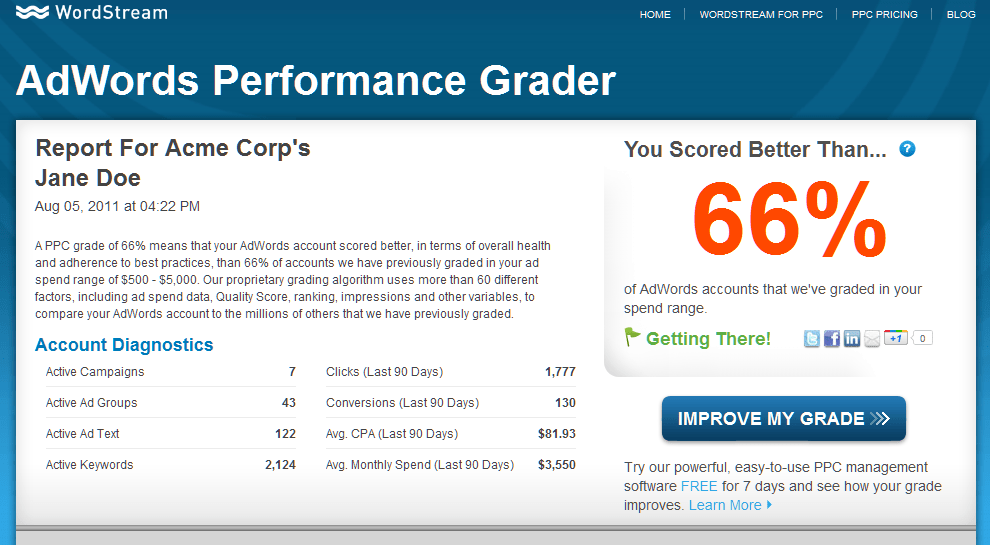 WordStream
HOME
WORDSTREAM FOR PPC
PPC PRICING
BLOG
AdWords Performance Grader
Report For Acme Corp's
Jane Doe
Aug 05, 2011 at 04:22 PM
A PPC grade of 66% means that your AdWords account scored better, in terms of overall health
and adherence to best practices, than 66% of accounts we have previously graded in your ad
spend range of $500 - $5,000. Our proprietary grading algorithm uses more than 60 different
factors, including ad spend data, Quality Score, ranking, impressions and other variables, to
compare your AdWords account to the millions of others that we have previously graded.
Account Diagnostics
Active Campaigns 7
Active Ad Groups 43
Active Ad Text 122
Active Keywords 2,124
Clicks (Last 90 Days) 1,777
Conversions (Last 90 Days) 130
Avg. CPA (Last 90 Days) $81.93
Avg. Monthly Spend (Last 90 Days) $3,550
You Scored Better Than... ?
66%
of AdWords accounts that we've graded in your
spend range.
Getting There!
t f in +1 0
IMPROVE MY GRADE
Try our powerful, easy-to-use PPC management
software FREE for 7 days and see how your grade
improves. Learn More